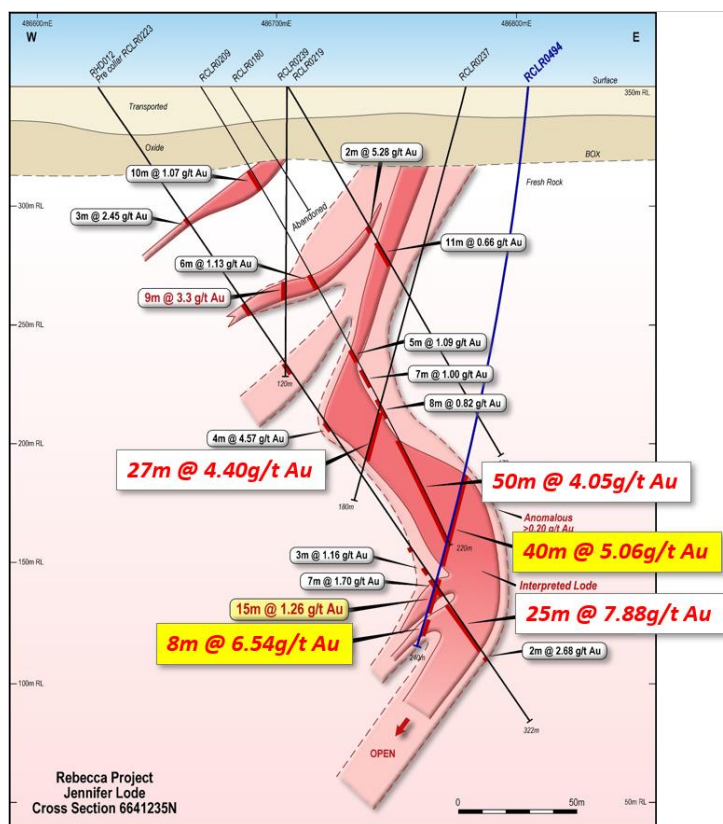 486600mE
486700mE
486800mE
W
E
RHD012
Pre collar RCLR0223
RCLR0209
RCLR0180
RCLR0239
RCLR0219
RCLR0237
RCLR0494
Surface
350m RL
Transported
Oxide
BOX
Fresh Rock
2m @ 5.28 g/t Au
10m @ 1.07 g/t Au
300m RL
Abandoned
3m @ 2.45 g/t Au
11m @ 0.66 g/t Au
6m @ 1.13 g/t Au
9m @ 3.3 g/t Au
250m RL
5m @ 1.09 g/t Au
7m @ 1.00 g/t Au
120m
8m @ 0.82 g/t Au
4m @ 4.57 g/t Au
200m RL
27m @ 4.40g/t Au
50m @ 4.05g/t Au
180m
Anomalous
>0.20 g/t Au
40m @ 5.06g/t Au
220m
150m RL
3m @ 1.16 g/t Au
7m @ 1.70 g/t Au
Interpreted Lode
15m @ 1.26 g/t Au
25m @ 7.88g/t Au
8m @ 6.54g/t Au
240m
2m @ 2.68 g/t Au
100m RL
322m
OPEN
Rebecca Project
Jennifer Lode
Cross Section 6641235N
0
50m
50m RL